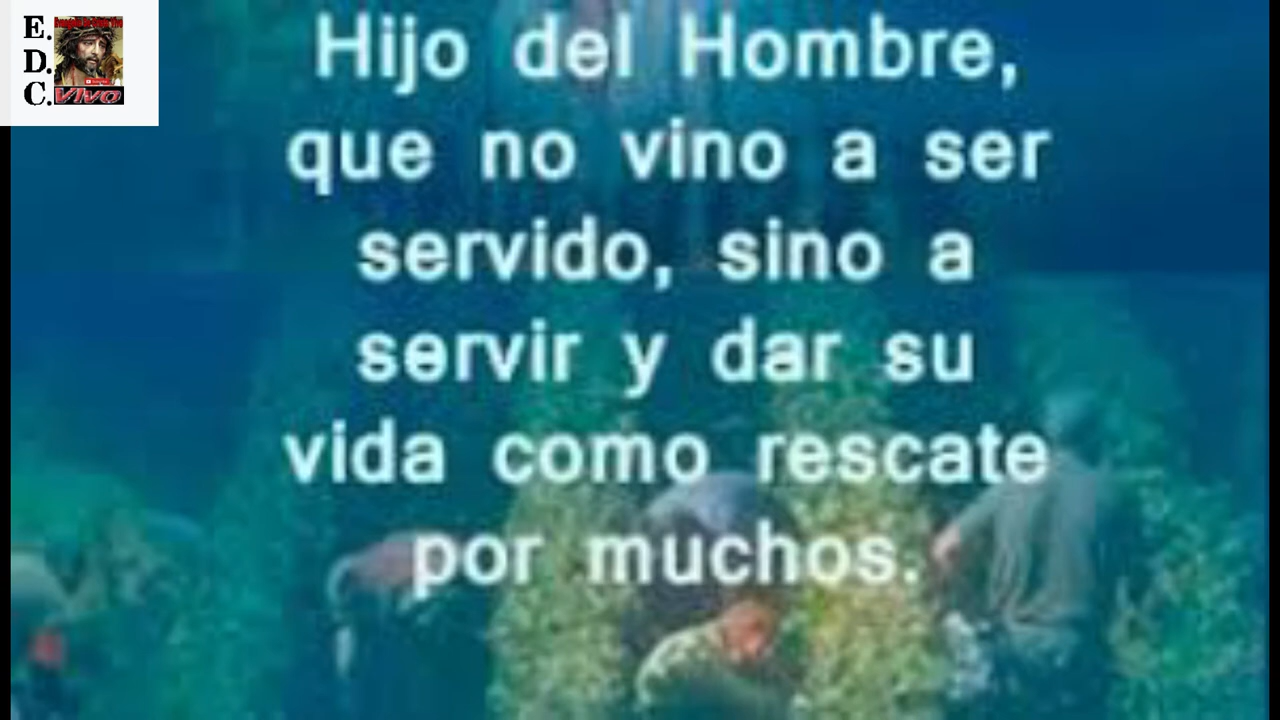 E.
D.
C.
Vivo
Hijo del Hombre,
que no vino a ser
servido, sino a
servir y dar su
vida como rescate
por muchos.